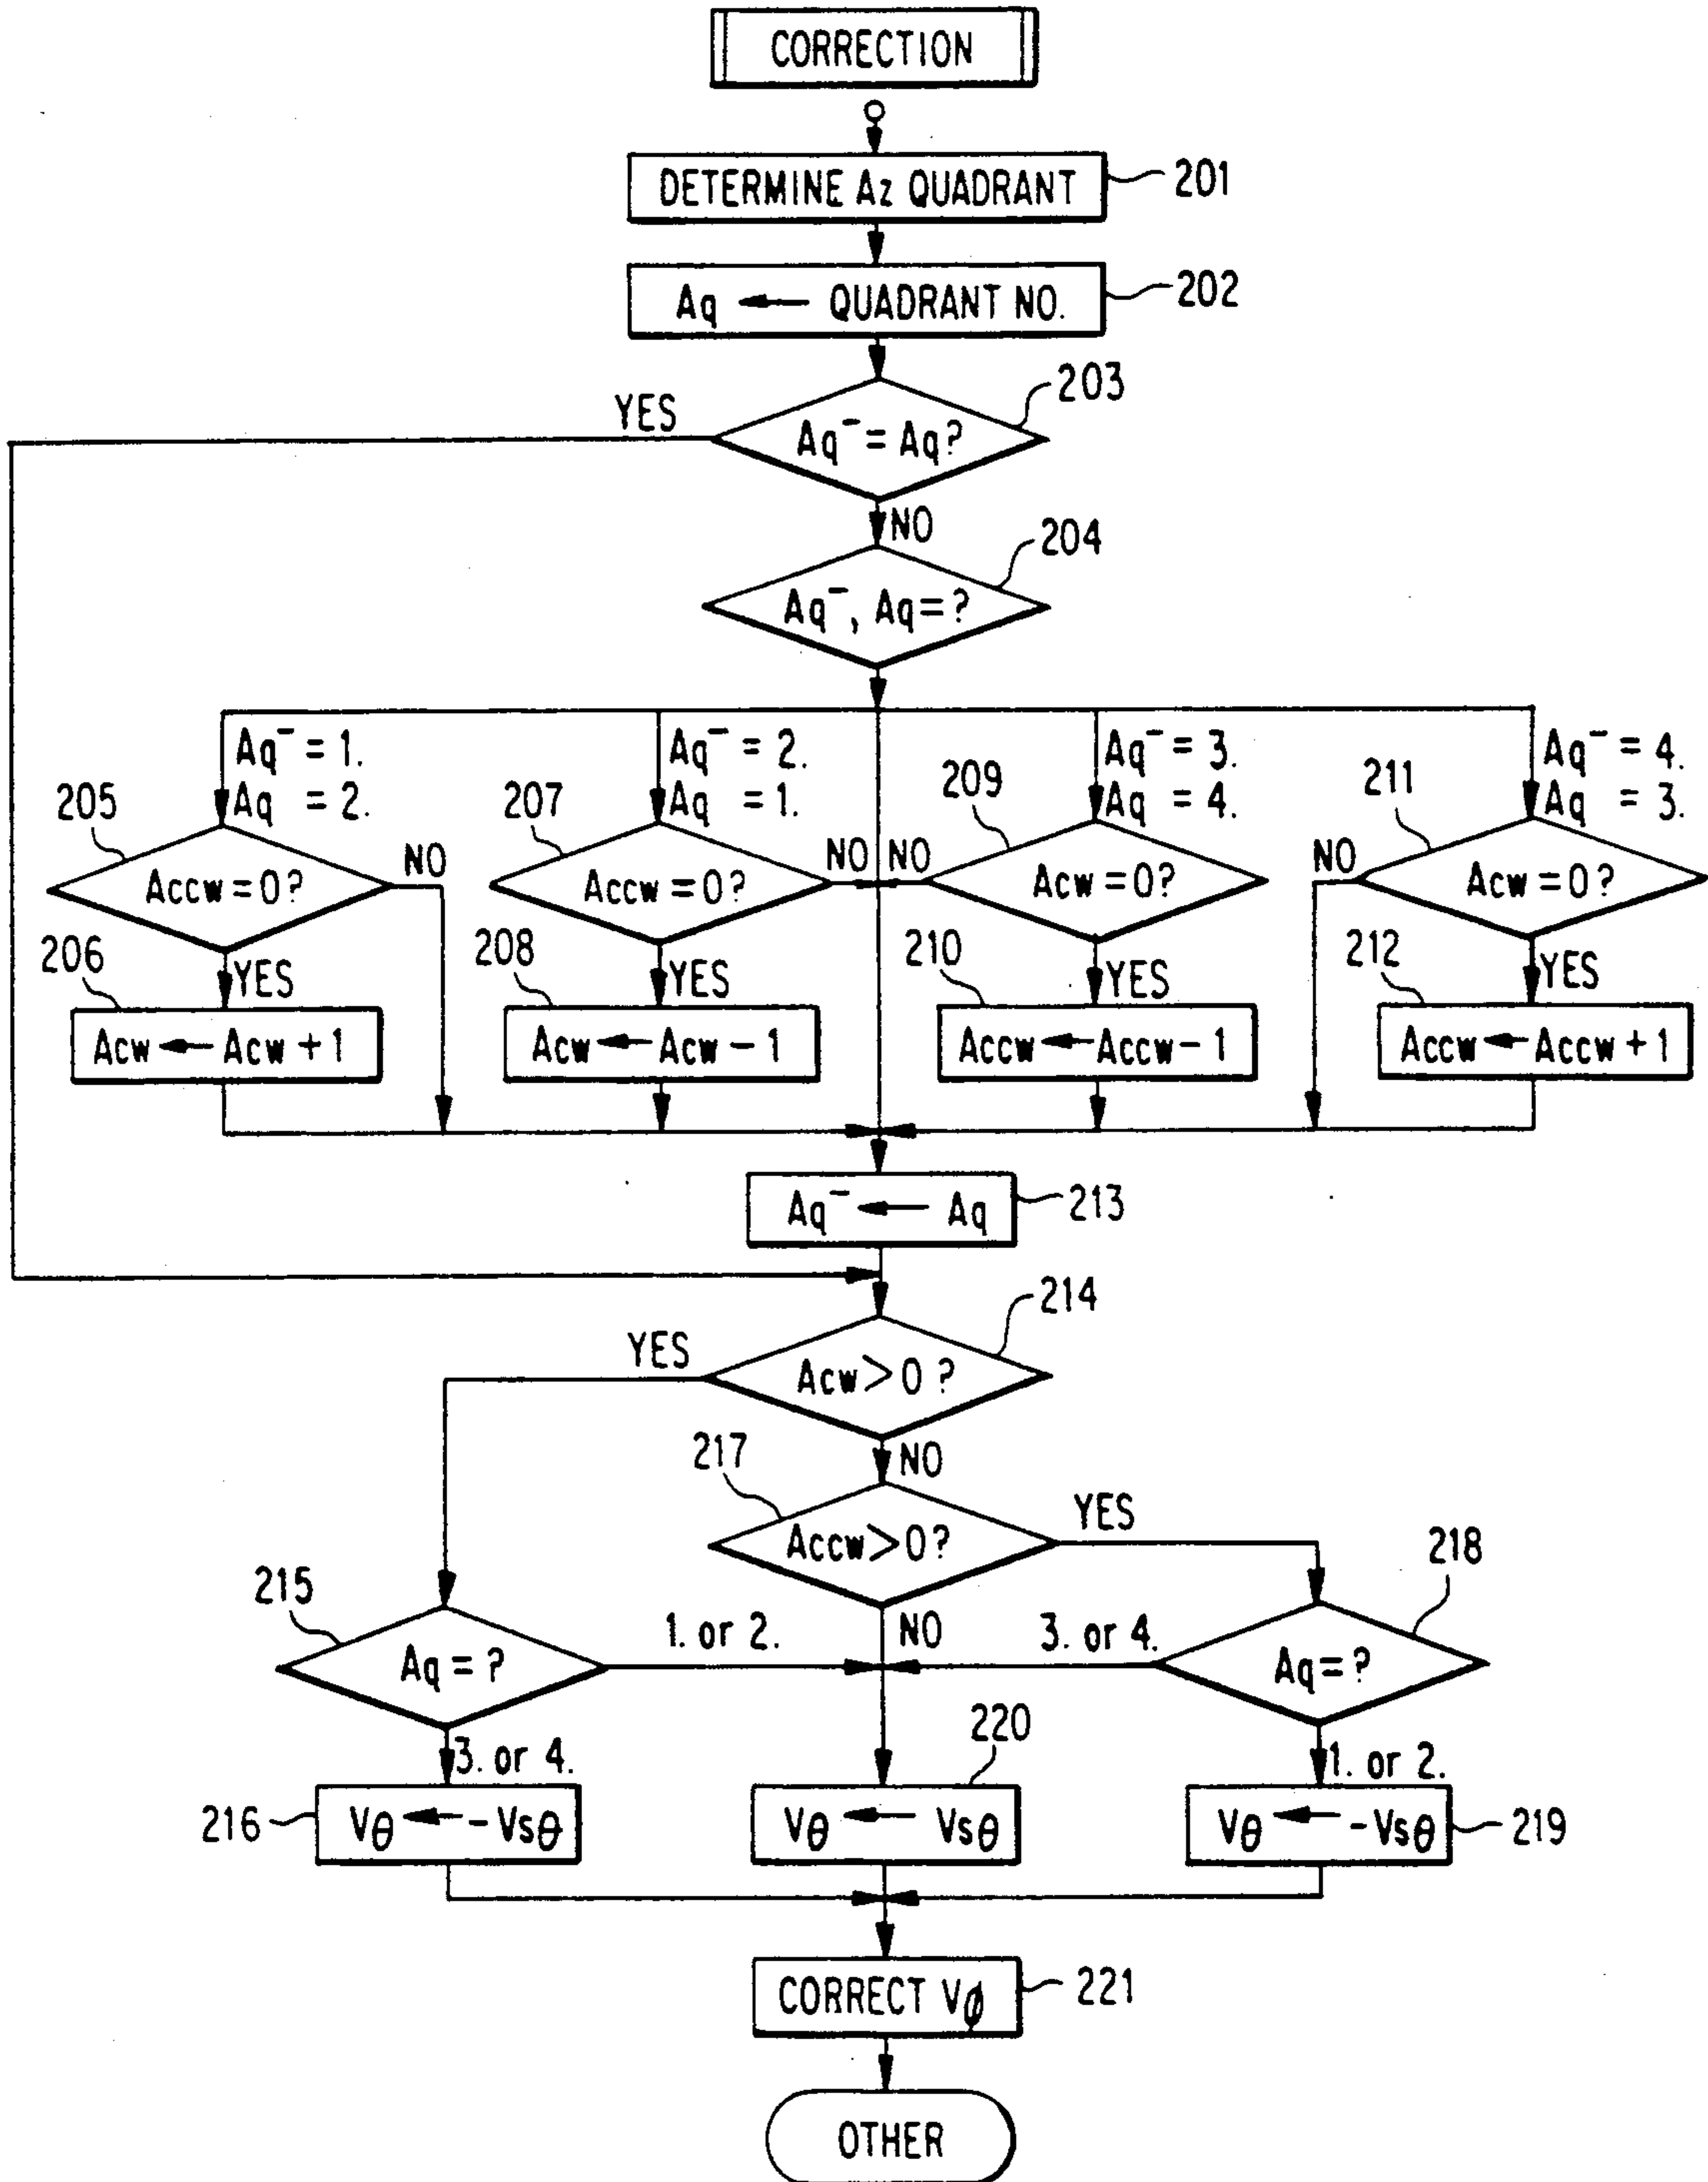 CORRECTION
DETERMINE Az QUADRANT
201
Aq ← QUADRANT NO.
202
203
YES
Aq⁻ = Aq?
NO
204
Aq⁻, Aq = ?
Aq⁻ = 1.
Aq = 2.
Aq⁻ = 2.
Aq = 1.
Aq⁻ = 3.
Aq = 4.
Aq⁻ = 4.
Aq = 3.
205
207
209
211
Accw = 0?
NO
Accw = 0?
NO
NO
Acw = 0?
NO
Acw = 0?
206
YES
208
YES
210
YES
212
YES
Acw ← Acw + 1
Acw ← Acw − 1
Accw ← Accw − 1
Accw ← Accw + 1
Aq⁻ ← Aq
213
214
YES
Acw > 0 ?
217
NO
YES
Accw > 0?
218
215
1. or 2.
NO
3. or 4.
Aq = ?
Aq = ?
220
3. or 4.
1. or 2.
216
Vθ ← −Vsθ
Vθ ← Vsθ
Vθ ← −Vsθ
219
CORRECT Vφ
221
OTHER